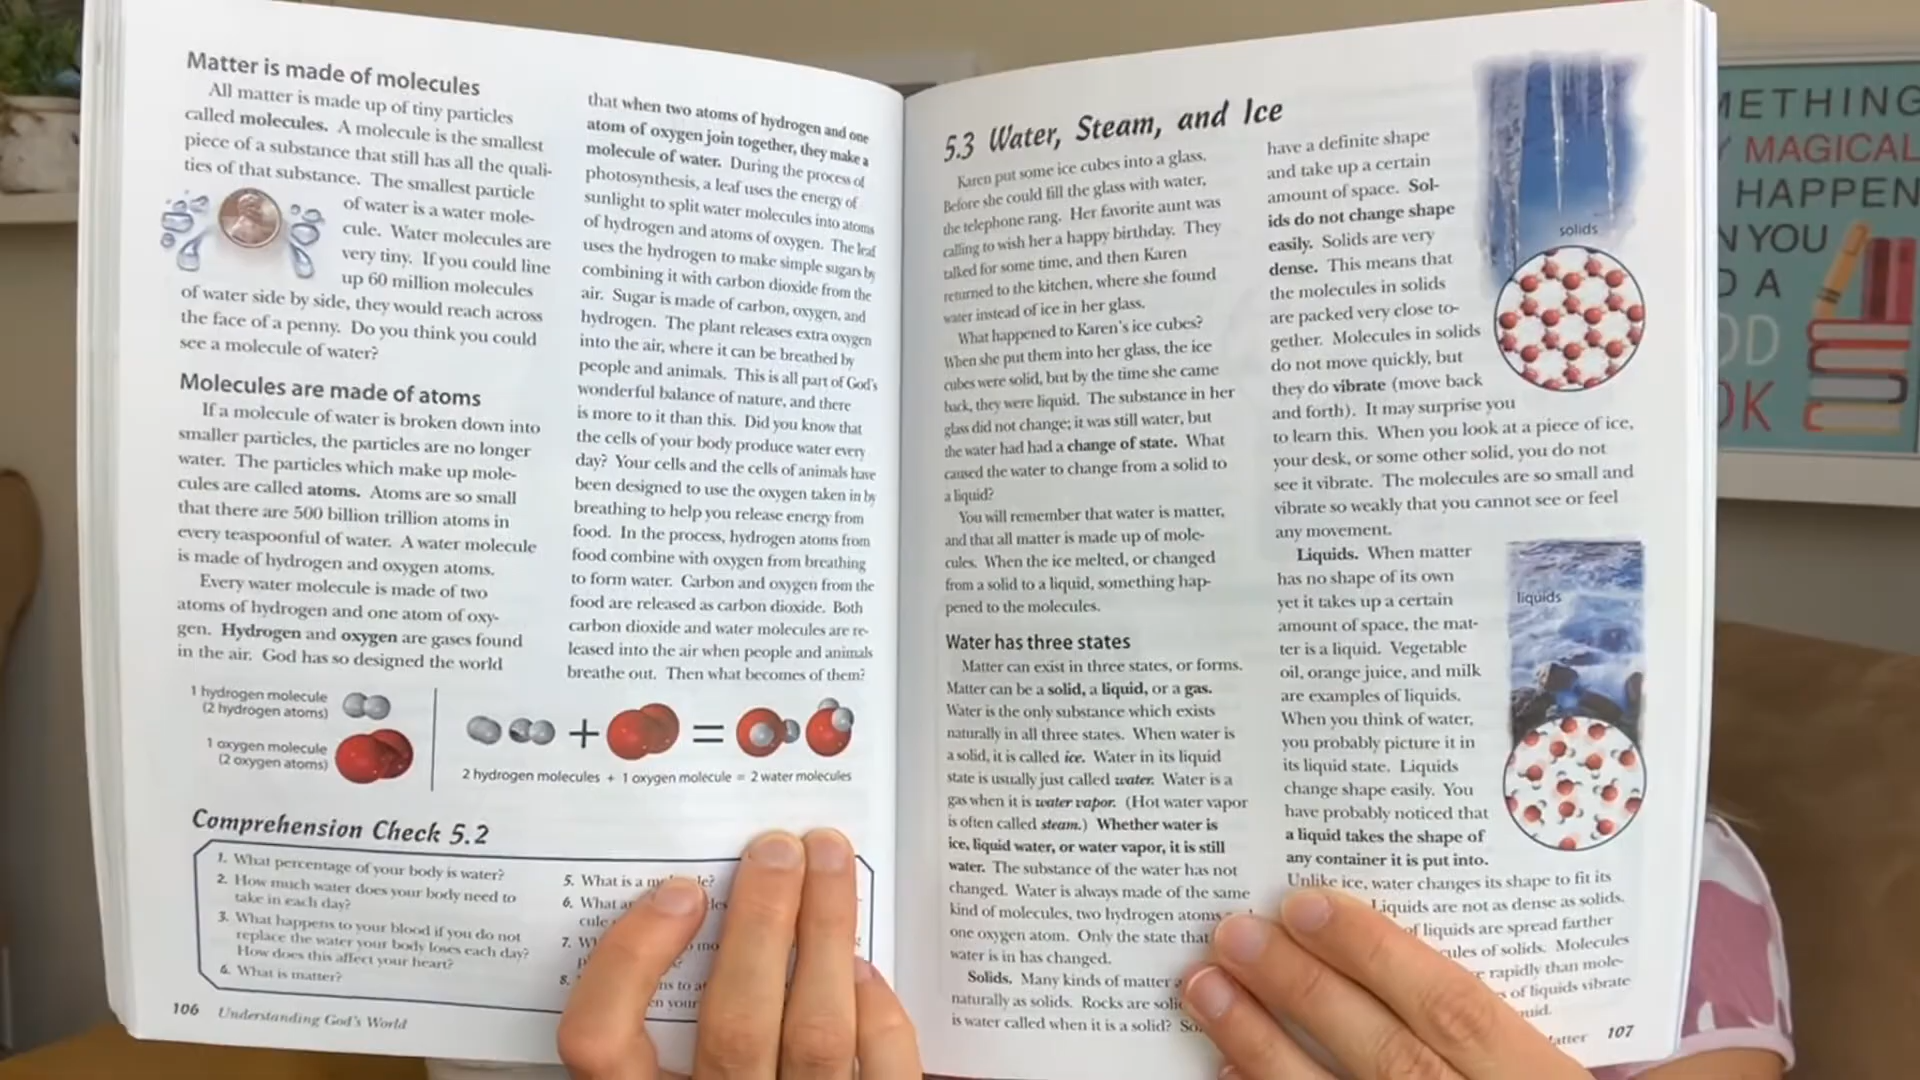 Matter is made of molecules
All matter is made up of tiny particles
called molecules. A molecule is the smallest
piece of a substance that still has all the quali-
ties of that substance. The smallest particle
of water is a water mole-
cule. Water molecules are
very tiny. If you could line
up 60 million molecules
of water side by side, they would reach across
the face of a penny. Do you think you could
see a molecule of water?
Molecules are made of atoms
If a molecule of water is broken down into
smaller particles, the particles are no longer
water. The particles which make up mole-
cules are called atoms. Atoms are so small
that there are 500 billion trillion atoms in
every teaspoonful of water. A water molecule
is made of hydrogen and oxygen atoms.
Every water molecule is made of two
atoms of hydrogen and one atom of oxy-
gen. Hydrogen and oxygen are gases found
in the air. God has so designed the world
that when two atoms of hydrogen and one
atom of oxygen join together, they make a
molecule of water. During the process of
photosynthesis, a leaf uses the energy of
sunlight to split water molecules into atoms
of hydrogen and atoms of oxygen. The leaf
uses the hydrogen to make simple sugars by
combining it with carbon dioxide from the
air. Sugar is made of carbon, oxygen, and
hydrogen. The plant releases extra oxygen
into the air, where it can be breathed by
people and animals. This is all part of God's
wonderful balance of nature, and there
is more to it than this. Did you know that
the cells of your body produce water every
day? Your cells and the cells of animals have
been designed to use the oxygen taken in by
breathing to help you release energy from
food. In the process, hydrogen atoms from
food combine with oxygen from breathing
to form water. Carbon and oxygen from the
food are released as carbon dioxide. Both
carbon dioxide and water molecules are re-
leased into the air when people and animals
breathe out. Then what becomes of them?
1 hydrogen molecule
(2 hydrogen atoms)
1 oxygen molecule
(2 oxygen atoms)
+ =
2 hydrogen molecules + 1 oxygen molecule = 2 water molecules
Comprehension Check 5.2
1. What percentage of your body is water?
2. How much water does your body need to
take in each day?
3. What happens to your blood if you do not
replace the water your body loses each day?
How does this affect your heart?
4. What is matter?
5. What is a
6. What
7.
8.
106 Understanding God's World
5.3 Water, Steam, and Ice
Karen put some ice cubes into a glass.
Before she could fill the glass with water,
the telephone rang. Her favorite aunt was
calling to wish her a happy birthday. They
talked for some time, and then Karen
returned to the kitchen, where she found
water instead of ice in her glass.
What happened to Karen's ice cubes?
When she put them into her glass, the ice
cubes were solid, but by the time she came
back, they were liquid. The substance in her
glass did not change; it was still water, but
the water had had a change of state. What
caused the water to change from a solid to
a liquid?
You will remember that water is matter,
and that all matter is made up of mole-
cules. When the ice melted, or changed
from a solid to a liquid, something hap-
pened to the molecules.
Water has three states
Matter can exist in three states, or forms.
Matter can be a solid, a liquid, or a gas.
Water is the only substance which exists
naturally in all three states. When water is
a solid, it is called ice. Water in its liquid
state is usually just called water. Water is a
gas when it is water vapor. (Hot water vapor
is often called steam.) Whether water is
ice, liquid water, or water vapor, it is still
water. The substance of the water has not
changed. Water is always made of the same
kind of molecules, two hydrogen atoms
one oxygen atom. Only the state that
water is in has changed.
Solids. Many kinds of matter
naturally as solids. Rocks are
is water called when it is a solid?
have a definite shape
and take up a certain
amount of space. Sol-
ids do not change shape
easily. Solids are very
dense. This means that
the molecules in solids
are packed very close to-
gether. Molecules in solids
do not move quickly, but
they do vibrate (move back
and forth). It may surprise you
to learn this. When you look at a piece of ice,
your desk, or some other solid, you do not
see it vibrate. The molecules are so small and
vibrate so weakly that you cannot see or feel
any movement.
solids
Liquids. When matter
has no shape of its own
yet it takes up a certain
amount of space, the mat-
ter is a liquid. Vegetable
oil, orange juice, and milk
are examples of liquids.
When you think of water,
you probably picture it in
its liquid state. Liquids
change shape easily. You
have probably noticed that
a liquid takes the shape of
any container it is put into.
Unlike ice, water changes its shape to fit its
Liquids are not as dense as solids.
of liquids are spread farther
of solids. Molecules
rapidly than mole-
of liquids vibrate
liquids
107
MAGICAL
HAPPEN
YOU
A